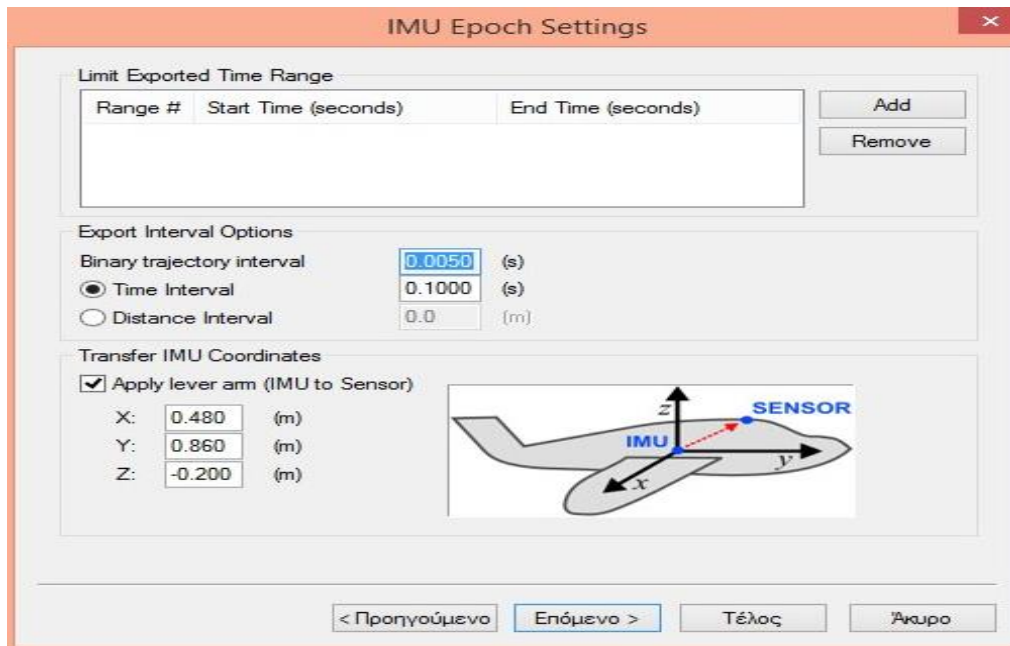 IMU Epoch Settings
×
Limit Exported Time Range
Range # Start Time (seconds) End Time (seconds)
Add
Remove
Export Interval Options
Binary trajectory interval 0.0050 (s)
Time Interval 0.1000 (s)
Distance Interval 0.0 (m)
Transfer IMU Coordinates
Apply lever arm (IMU to Sensor)
X: 0.480 (m)
Y: 0.860 (m)
Z: -0.200 (m)
z
SENSOR
IMU
y
x
< Προηγούμενο Επόμενο > Τέλος Άκυρο